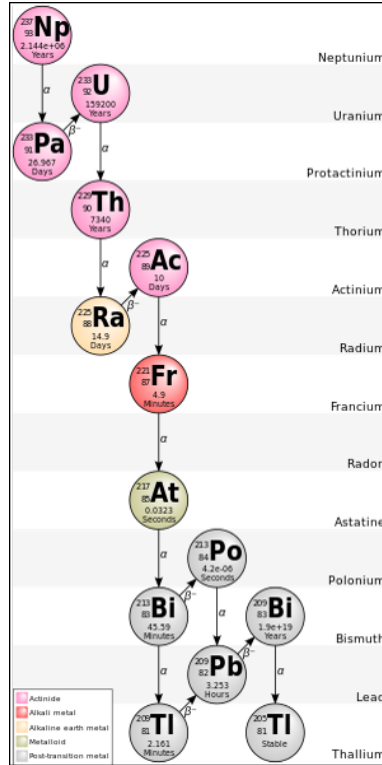 237
93 Np
2.144e+06
Years
Neptunium
α
233
92 U
159200
Years
Uranium
β⁻
233
91 Pa
26.967
Days
α
Protactinium
229
90 Th
7340
Years
Thorium
α
225
89 Ac
10
Days
Actinium
β⁻
225
88 Ra
14.9
Days
α
Radium
221
87 Fr
4.9
Minutes
Francium
α
Radon
217
85 At
0.0323
Seconds
Astatine
α
213
84 Po
4.2e-06
Seconds
Polonium
β⁻
213
83 Bi
45.59
Minutes
α
209
83 Bi
1.9e+19
Years
Bismuth
β⁻
α
209
82 Pb
3.253
Hours
α
Lead
β⁻
209
81 Tl
2.161
Minutes
205
81 Tl
Stable
Thallium
Actinide
Alkali metal
Alkaline earth metal
Metalloid
Post-transition metal